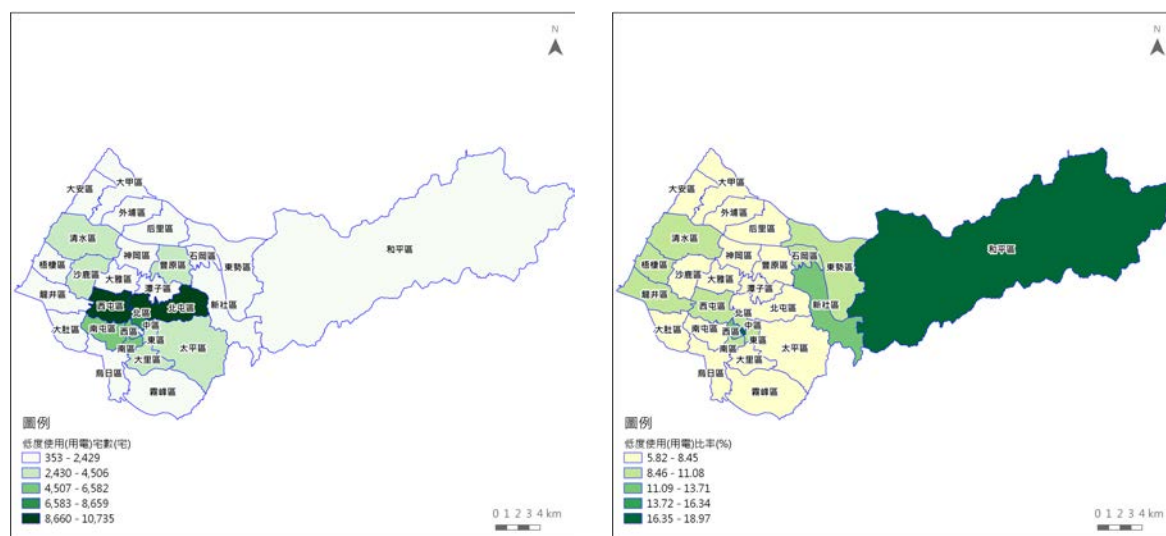 N
大甲區
大安區
外埔區
后里區
清水區
和平區
神岡區
豐原區
石岡區
東勢區
梧棲區
沙鹿區
大雅區
潭子區
龍井區
新社區
西屯區
北區
北屯區
大肚區
南屯區
西區
中區
東區
太平區
南區
大里區
烏日區
霧峰區
圖例
低度使用(用電)宅數(宅)
353 - 2,429
2,430 - 4,506
4,507 - 6,582
6,583 - 8,659
8,660 - 10,735
0 1 2 3 4 km
N
大甲區
大安區
外埔區
后里區
清水區
和平區
神岡區
豐原區
石岡區
東勢區
梧棲區
沙鹿區
大雅區
潭子區
龍井區
新社區
西屯區
北區
北屯區
大肚區
南屯區
西區
中區
東區
太平區
南區
大里區
烏日區
霧峰區
圖例
低度使用(用電)比率(%)
5.82 - 8.45
8.46 - 11.08
11.09 - 13.71
13.72 - 16.34
16.35 - 18.97
0 1 2 3 4 km